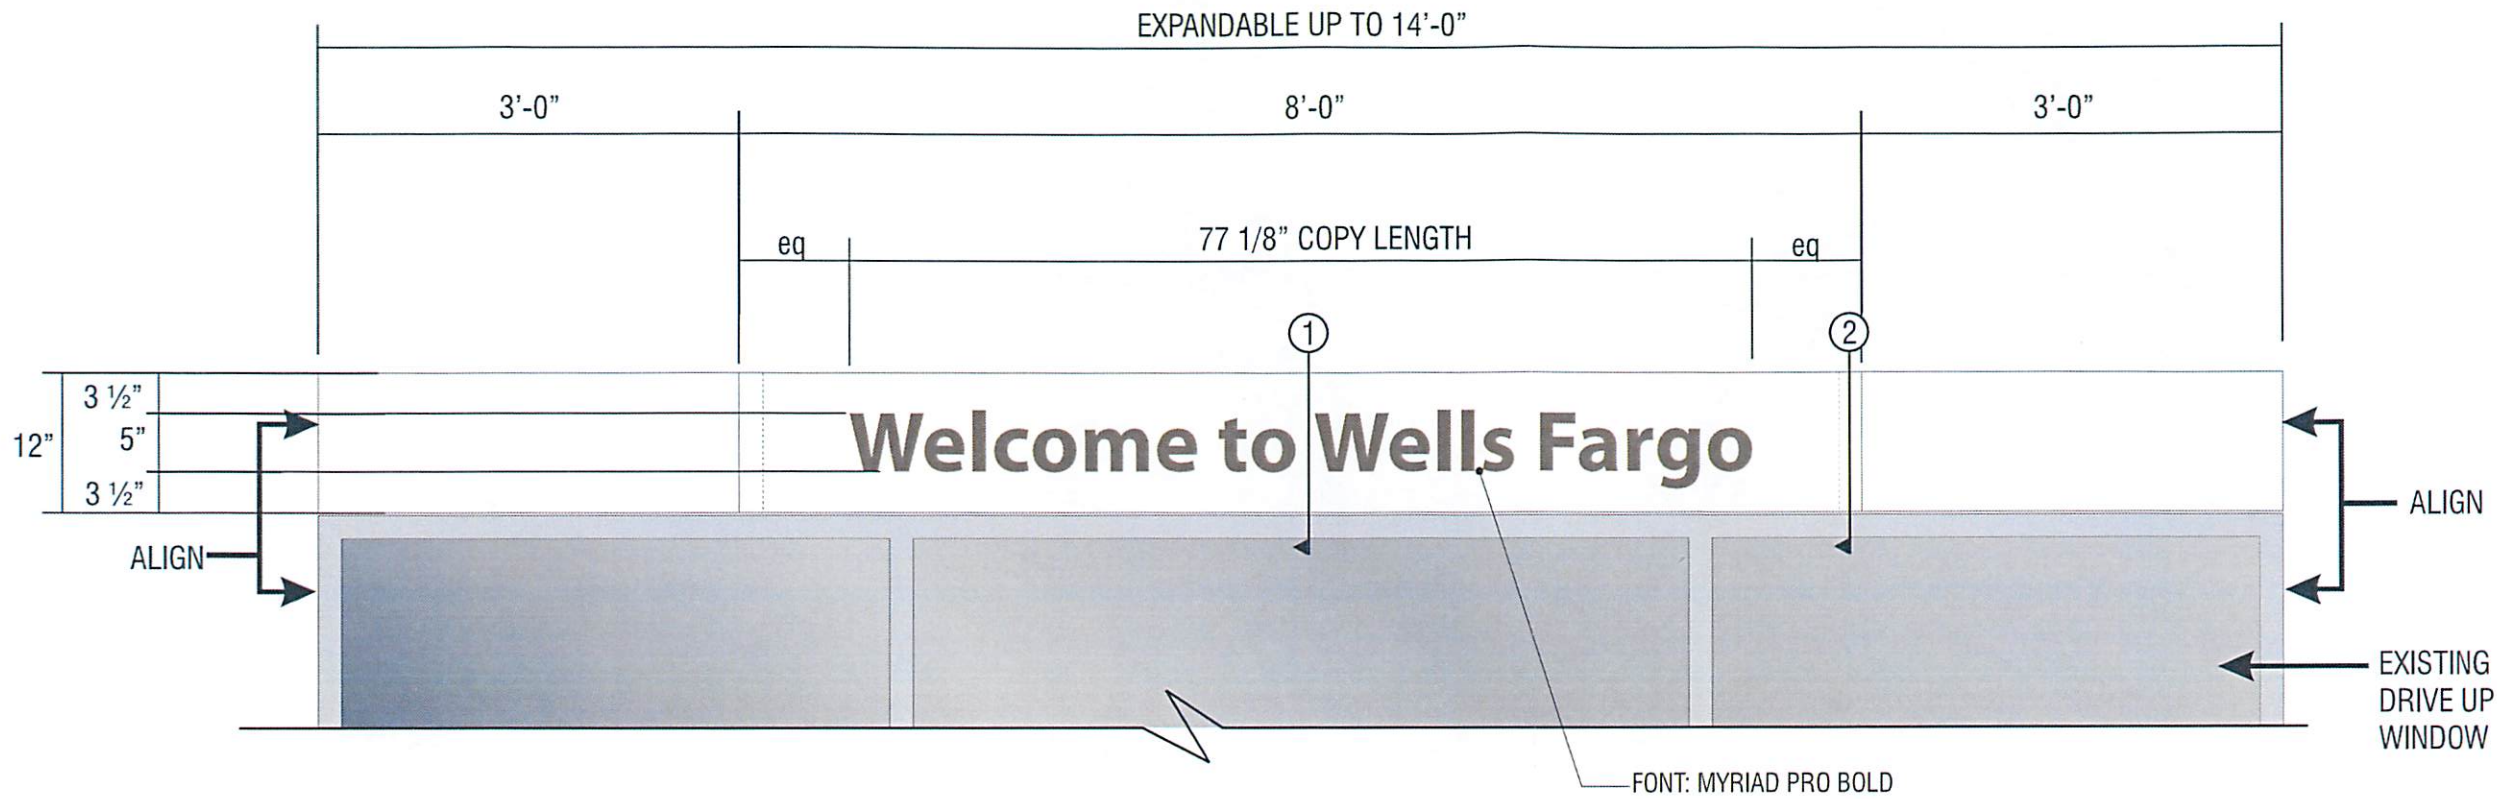 EXPANDABLE UP TO 14'-0”
3'-0” 8'-0” 3'-0”
eq 77 1/8” COPY LENGTH eq
1 2
3 ½”
12” 5”
3 ½”
Welcome to Wells Fargo
ALIGN
ALIGN
EXISTING
DRIVE UP
WINDOW
FONT: MYRIAD PRO BOLD